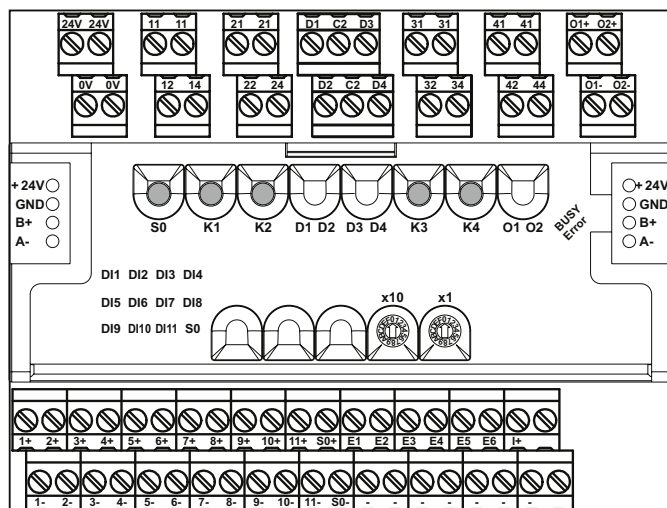 24V 24V 11 11 21 21 D1 C2 D3 31 31 41 41 O1+ O2+
0V 0V 12 14 22 24 D2 C2 D4 32 34 42 44 O1- O2-
+ 24V
GND
B+
A-
+ 24V
GND
B+
A-
S0 K1 K2 D1 D2 D3 D4 K3 K4 O1 O2
BUSY
Error
DI1 DI2 DI3 DI4
DI5 DI6 DI7 DI8
DI9 DI10 DI11 S0
x10 x1
1+ 2+ 3+ 4+ 5+ 6+ 7+ 8+ 9+ 10+ 11+ S0+ E1 E2 E3 E4 E5 E6 I+
1- 2- 3- 4- 5- 6- 7- 8- 9- 10- 11- S0- - - - - - - - -